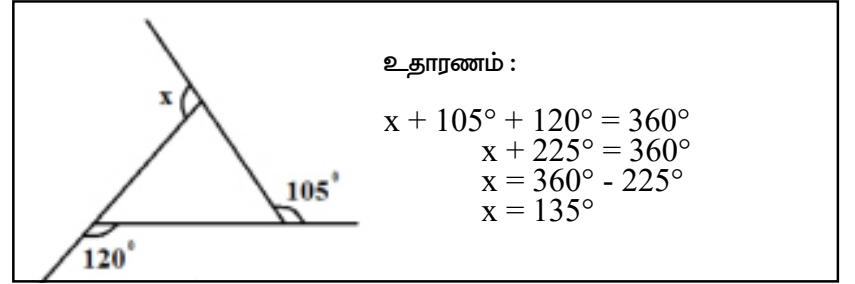 உதாரணம் :
x
105°
120°
x + 105° + 120° = 360°
x + 225° = 360°
x = 360° - 225°
x = 135°